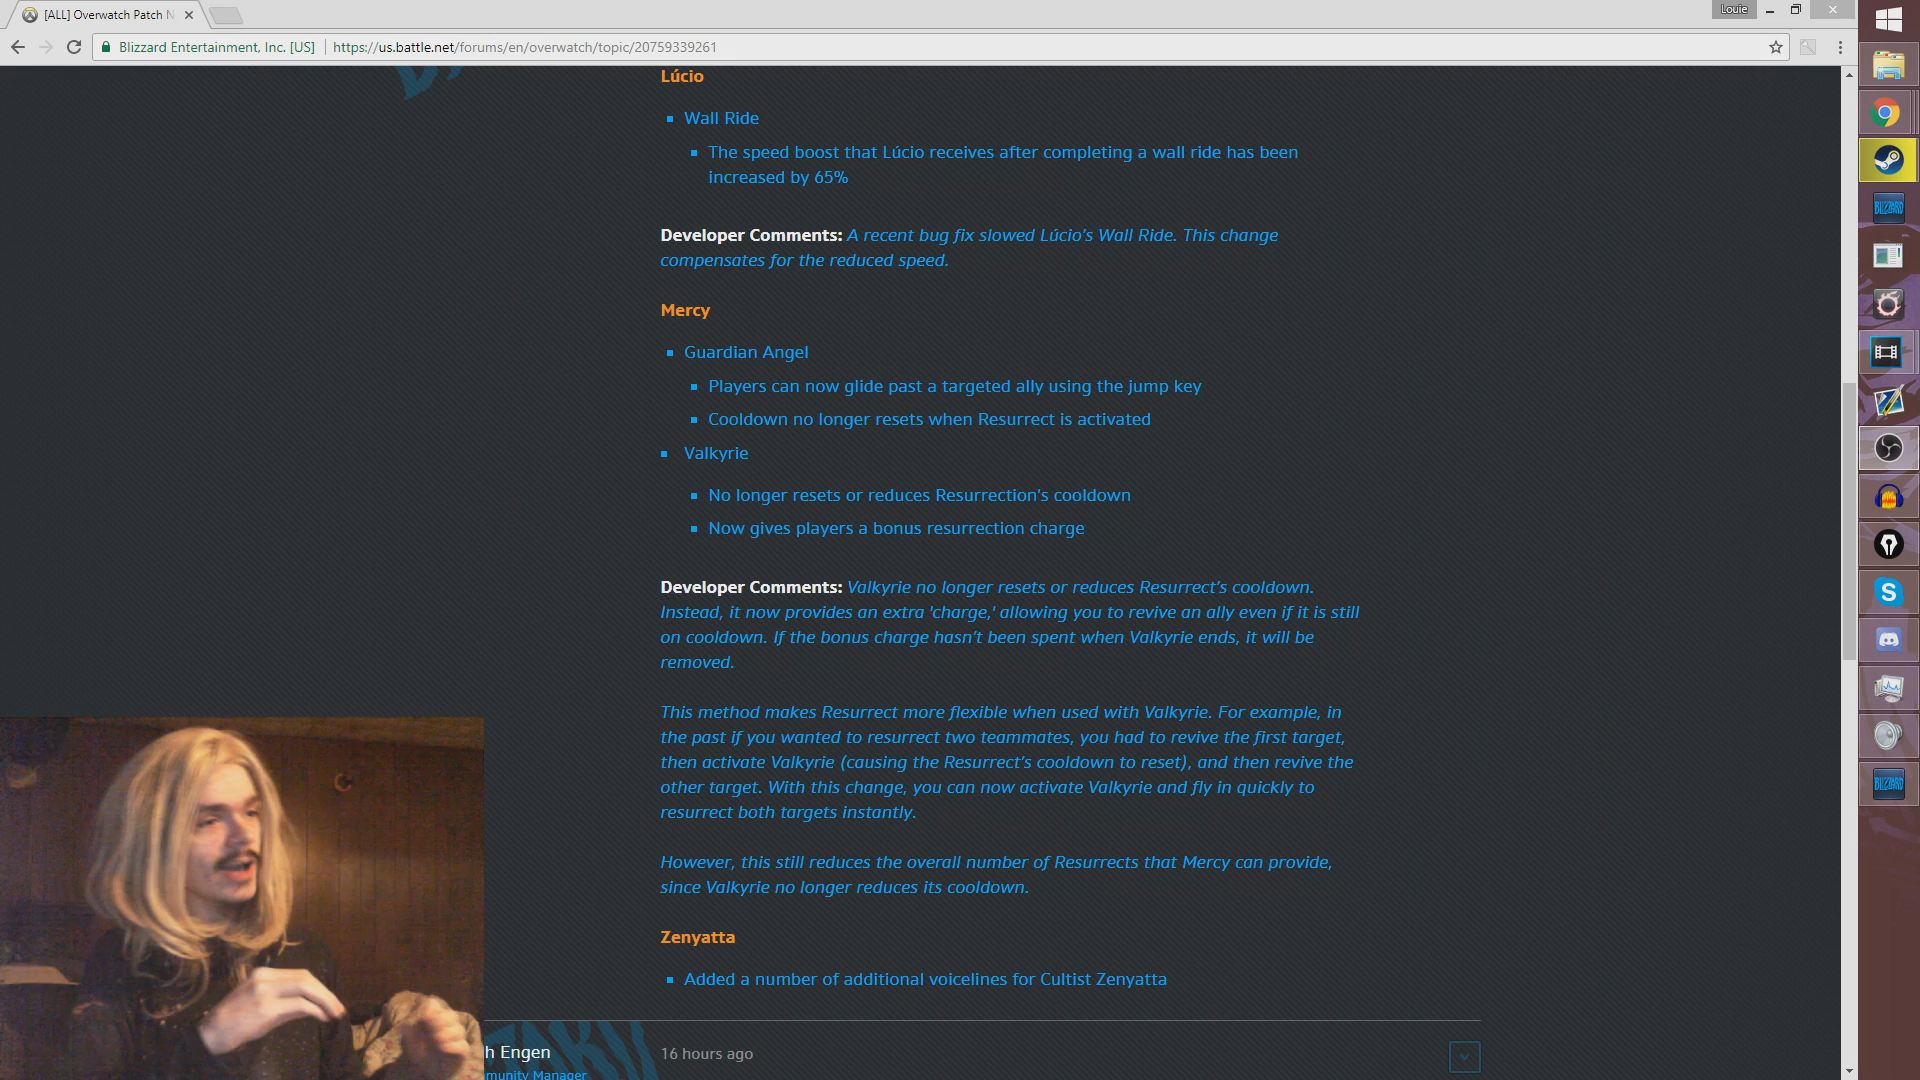 [ALL] Overwatch Patch N
Louie
Blizzard Entertainment, Inc. [US]
https://us.battle.net/forums/en/overwatch/topic/20759339261
Lúcio
Wall Ride
The speed boost that Lúcio receives after completing a wall ride has been
increased by 65%
Developer Comments: A recent bug fix slowed Lúcio’s Wall Ride. This change
compensates for the reduced speed.
Mercy
Guardian Angel
Players can now glide past a targeted ally using the jump key
Cooldown no longer resets when Resurrect is activated
Valkyrie
No longer resets or reduces Resurrection’s cooldown
Now gives players a bonus resurrection charge
Developer Comments: Valkyrie no longer resets or reduces Resurrect’s cooldown.
Instead, it now provides an extra 'charge,' allowing you to revive an ally even if it is still
on cooldown. If the bonus charge hasn’t been spent when Valkyrie ends, it will be
removed.
This method makes Resurrect more flexible when used with Valkyrie. For example, in
the past if you wanted to resurrect two teammates, you had to revive the first target,
then activate Valkyrie (causing the Resurrect’s cooldown to reset), and then revive the
other target. With this change, you can now activate Valkyrie and fly in quickly to
resurrect both targets instantly.
However, this still reduces the overall number of Resurrects that Mercy can provide,
since Valkyrie no longer reduces its cooldown.
Zenyatta
Added a number of additional voicelines for Cultist Zenyatta
h Engen
16 hours ago
munity Manager
BLIZZARD
BLIZZARD